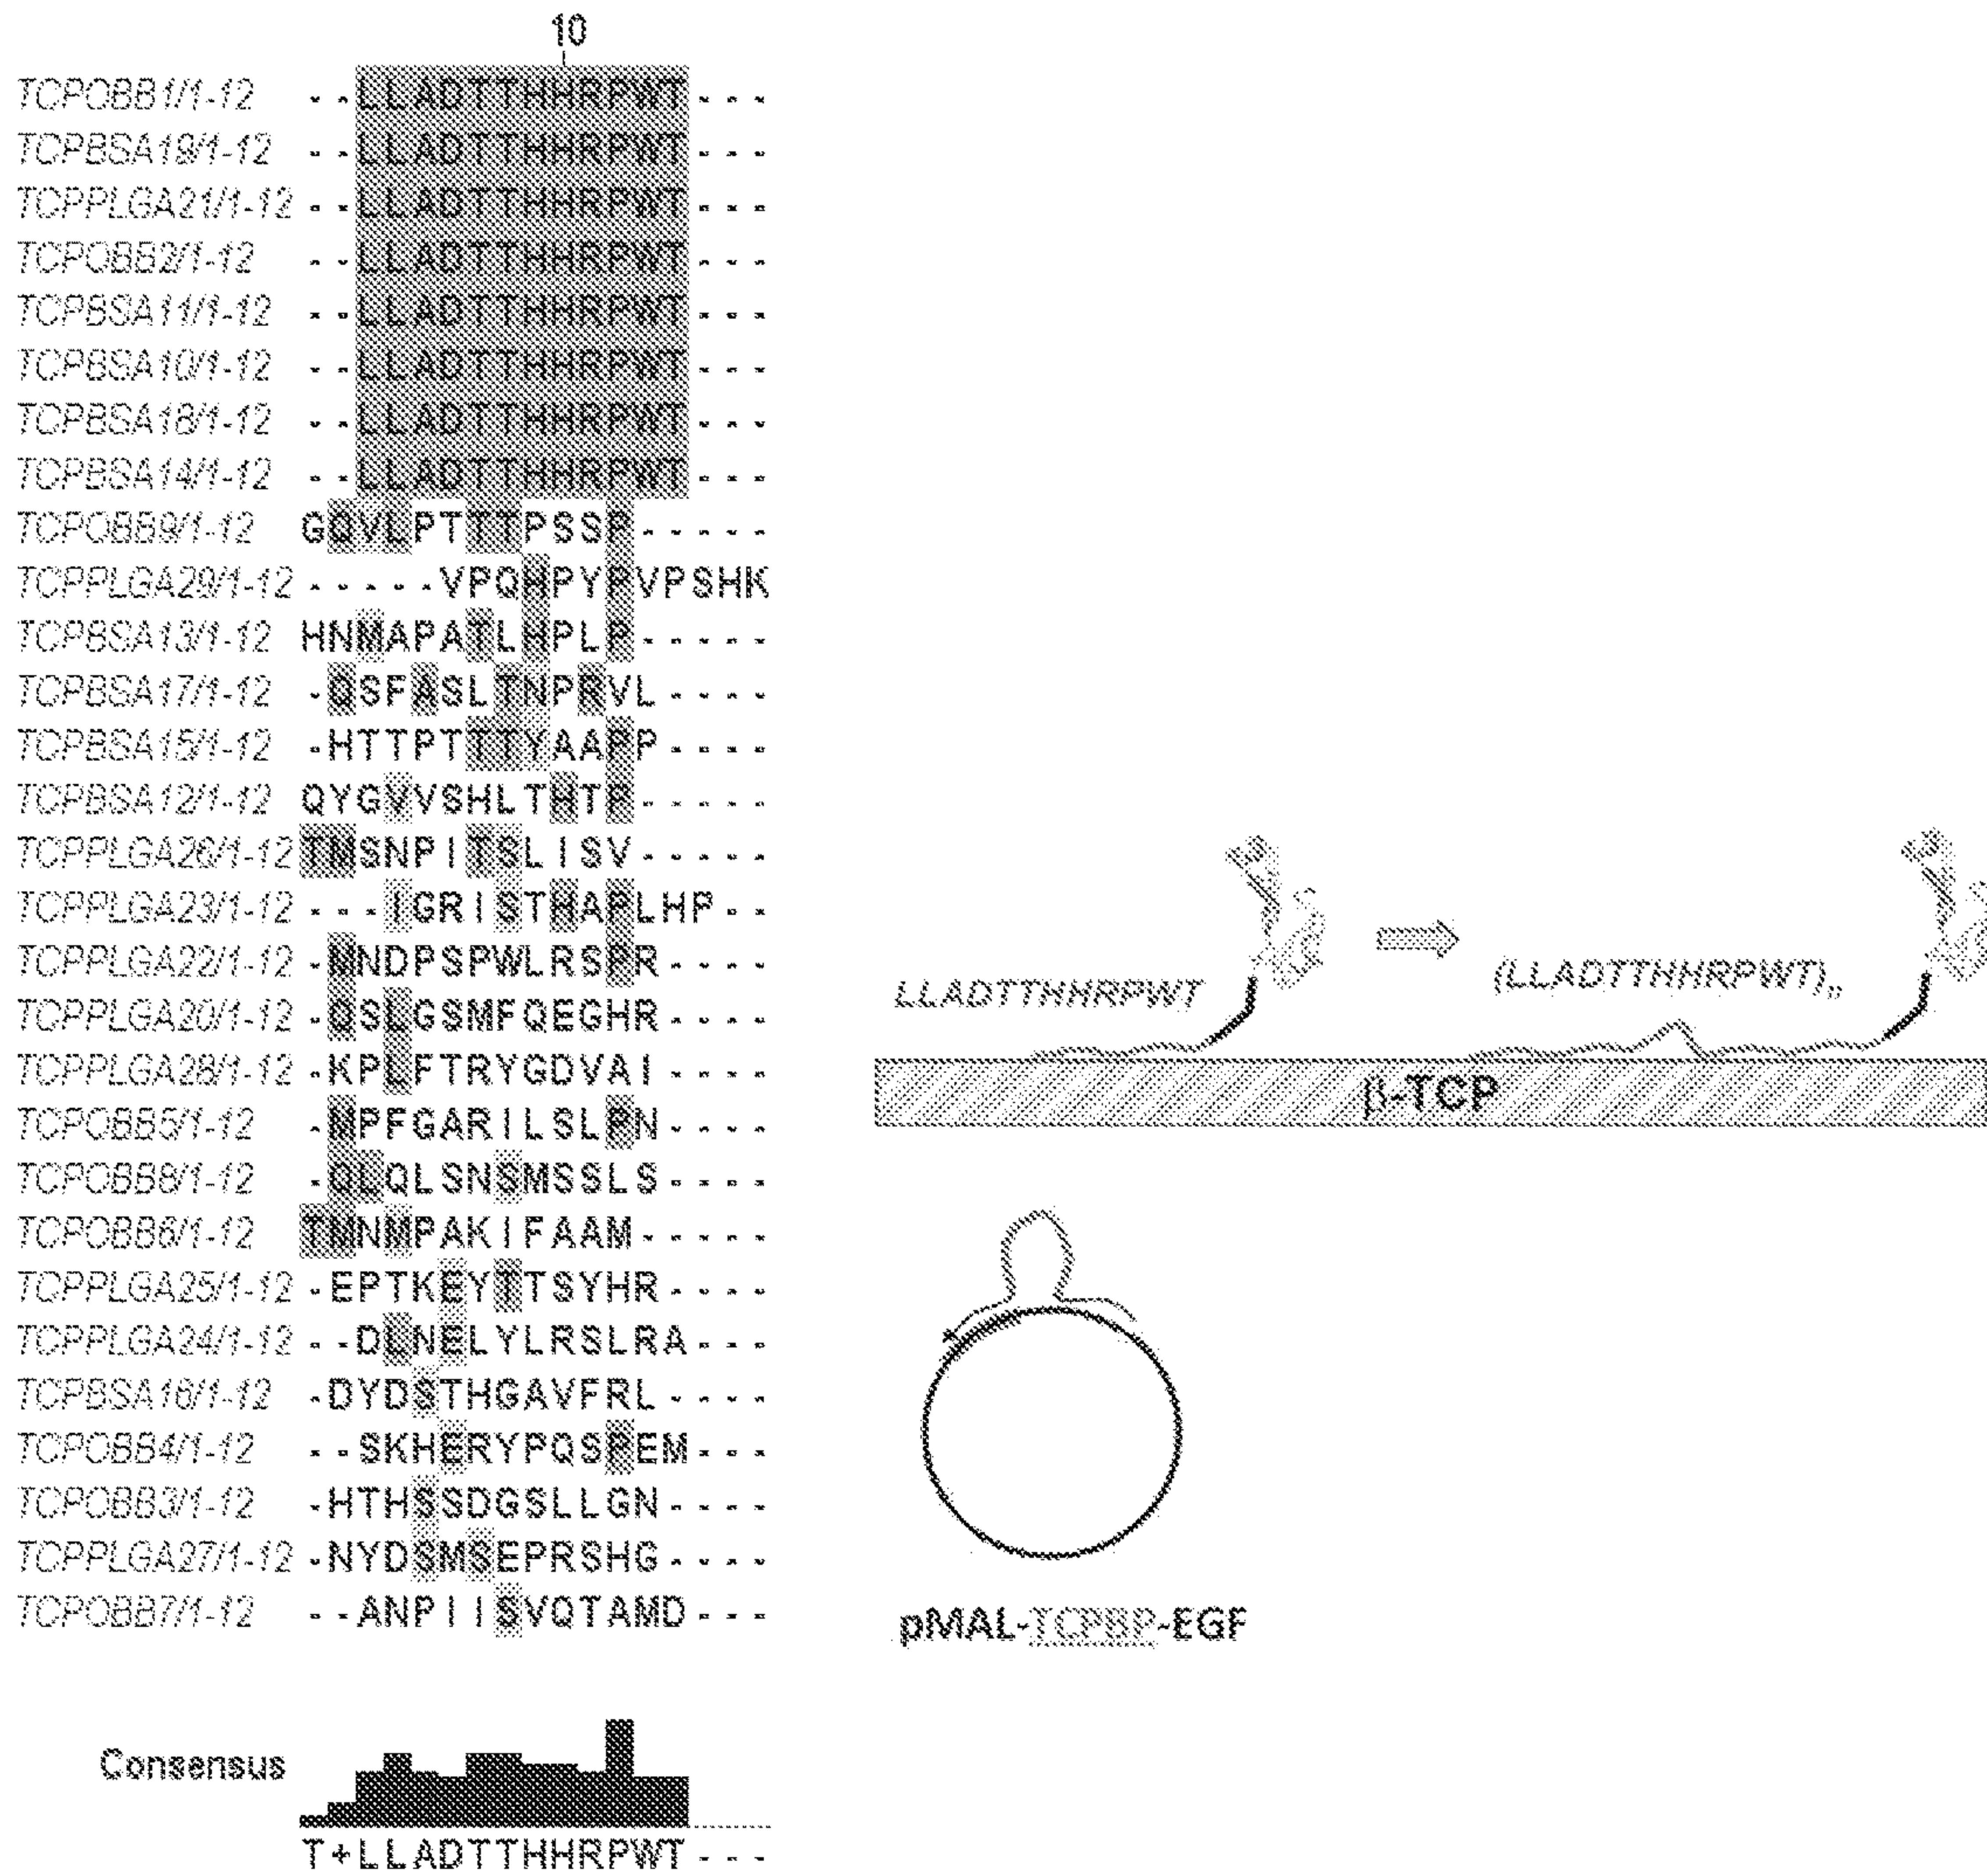 10
TCPOBB1/1-12 --LLADTTHHRPWT---
TCPBSA19/1-12 --LLADTTHHRPWT---
TCPPLGA21/1-12 --LLADTTHHRPWT---
TCPOBB2/1-12 --LLADTTHHRPWT---
TCPBSA11/1-12 --LLADTTHHRPWT---
TCPBSA10/1-12 --LLADTTHHRPWT---
TCPBSA18/1-12 --LLADTTHHRPWT---
TCPBSA14/1-12 --LLADTTHHRPWT---
TCPOBB9/1-12 GQVLPTTTPSSP-----
TCPPLGA29/1-12 -----VPQHPYPVPSHK
TCPBSA13/1-12 HNMAPATLHPLP-----
TCPBSA17/1-12 -QSFASLTNPRVL----
TCPBSA15/1-12 -HTTPTTTYAAPP----
TCPBSA12/1-12 QYGVVSHLTHTP-----
TCPPLGA26/1-12 TMSNPITSLISV-----
TCPPLGA23/1-12 ---IGRISTHAPLHP--
TCPPLGA22/1-12 -MNDPSPWLRSPR----
TCPPLGA20/1-12 -QSLGSMFQEGHR----
TCPPLGA28/1-12 -KPLFTRYGDVAI----
TCPOBB5/1-12 -MPFGARILSLPN----
TCPOBB8/1-12 -QLQLSNSMSSLS----
TCPOBB6/1-12 TMNMPAKIFAAM-----
TCPPLGA25/1-12 -EPTKEYTTSYHR----
TCPPLGA24/1-12 --DLNELYLRSLRA---
TCPBSA16/1-12 -DYDSTHGAVFRL----
TCPOBB4/1-12 --SKHERYPQSPEM---
TCPOBB3/1-12 -HTHSSDGSLLGN----
TCPPLGA27/1-12 -NYDSMSEPRSHG----
TCPOBB7/1-12 --ANPIISVQTAMD---
Consensus
T+LLADTTHHRPWT---
LLADTTHHRPWT
(LLADTTHHRPWT)n
β-TCP
pMAL-TCPBP-EGF